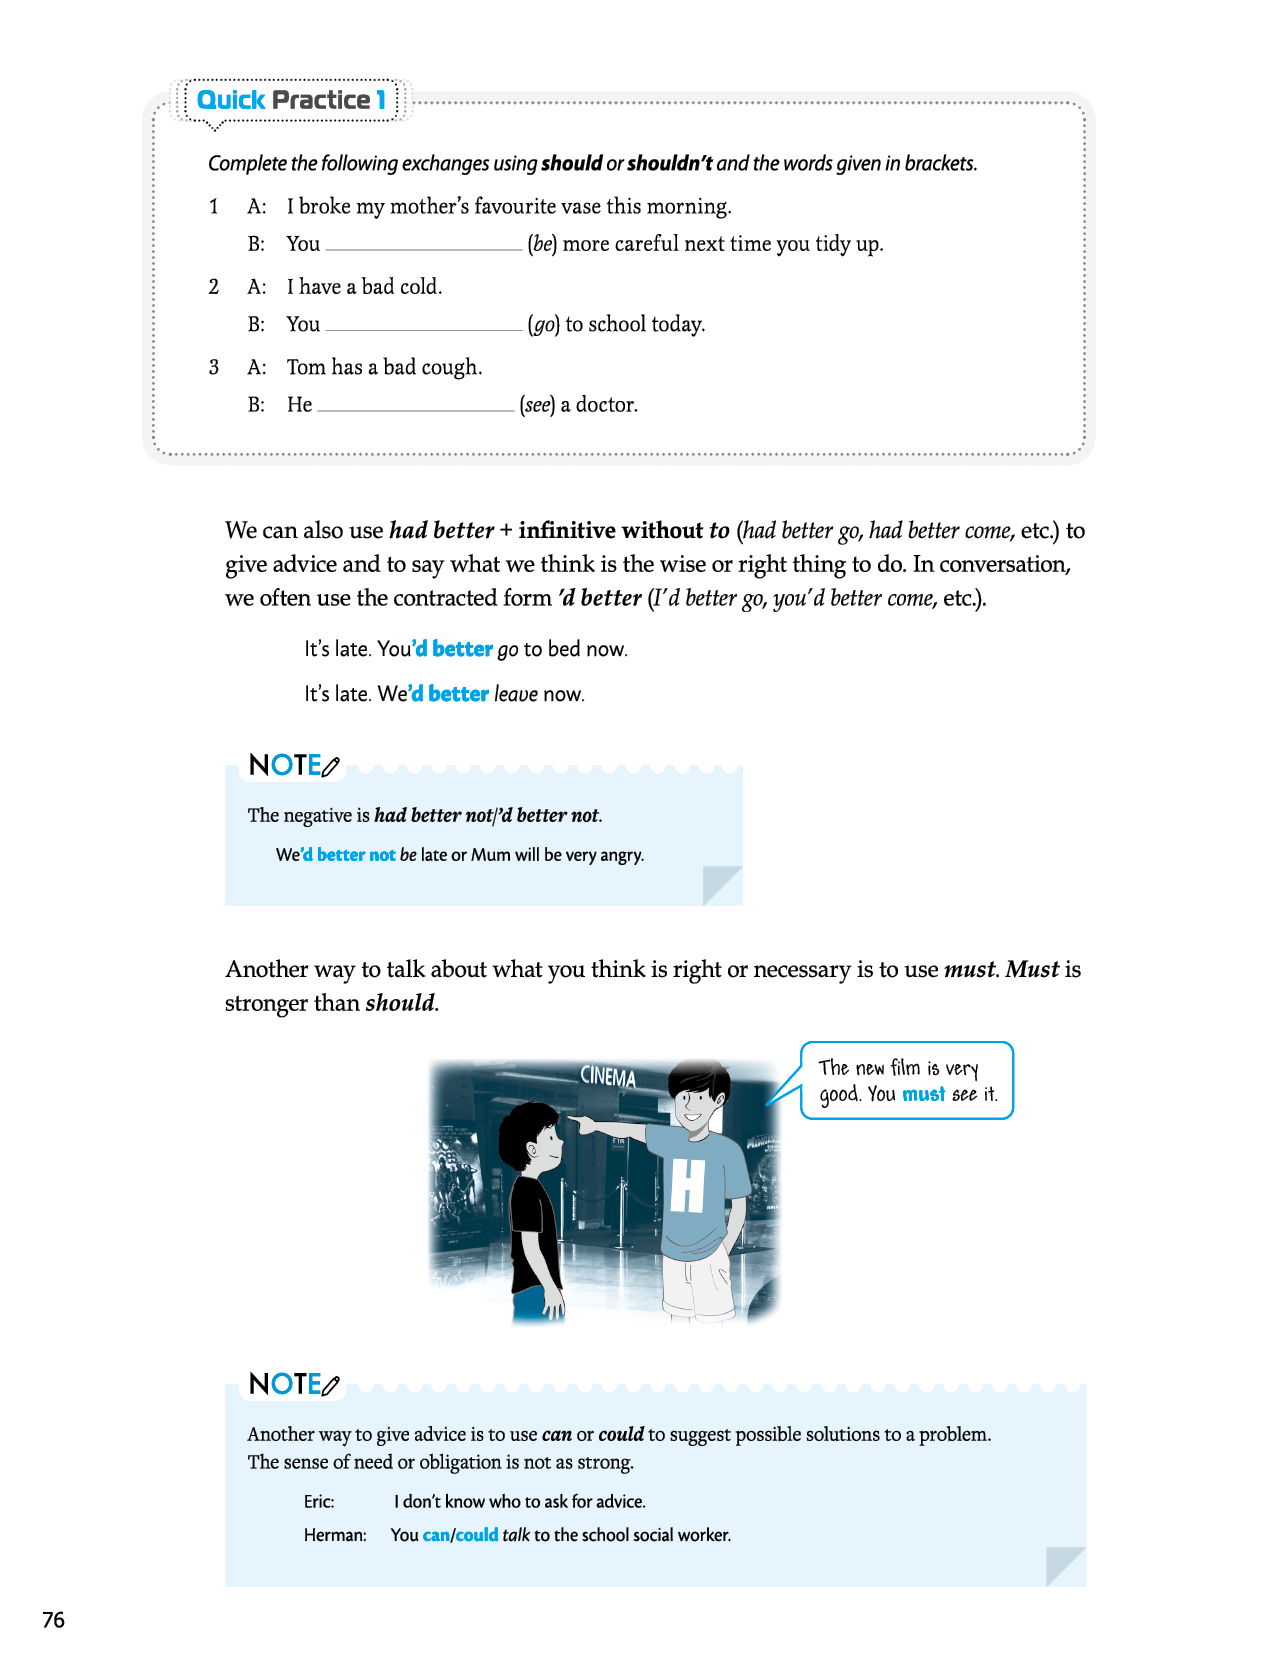 Quick Practice 1
Complete the following exchanges using should or shouldn't and the words given in brackets.
1 A: I broke my mother's favourite vase this morning.
B: You ____________ (be) more careful next time you tidy up.
2 A: I have a bad cold.
B: You ____________ (go) to school today.
3 A: Tom has a bad cough.
B: He ____________ (see) a doctor.
We can also use had better + infinitive without to (had better go, had better come, etc.) to
give advice and to say what we think is the wise or right thing to do. In conversation,
we often use the contracted form 'd better (I'd better go, you'd better come, etc.).
It's late. You'd better go to bed now.
It's late. We'd better leave now.
NOTE
The negative is had better not/'d better not.
We'd better not be late or Mum will be very angry.
Another way to talk about what you think is right or necessary is to use must. Must is
stronger than should.
CINEMA
The new film is very
good. You must see it.
H
NOTE
Another way to give advice is to use can or could to suggest possible solutions to a problem.
The sense of need or obligation is not as strong.
Eric: I don't know who to ask for advice.
Herman: You can/could talk to the school social worker.
76